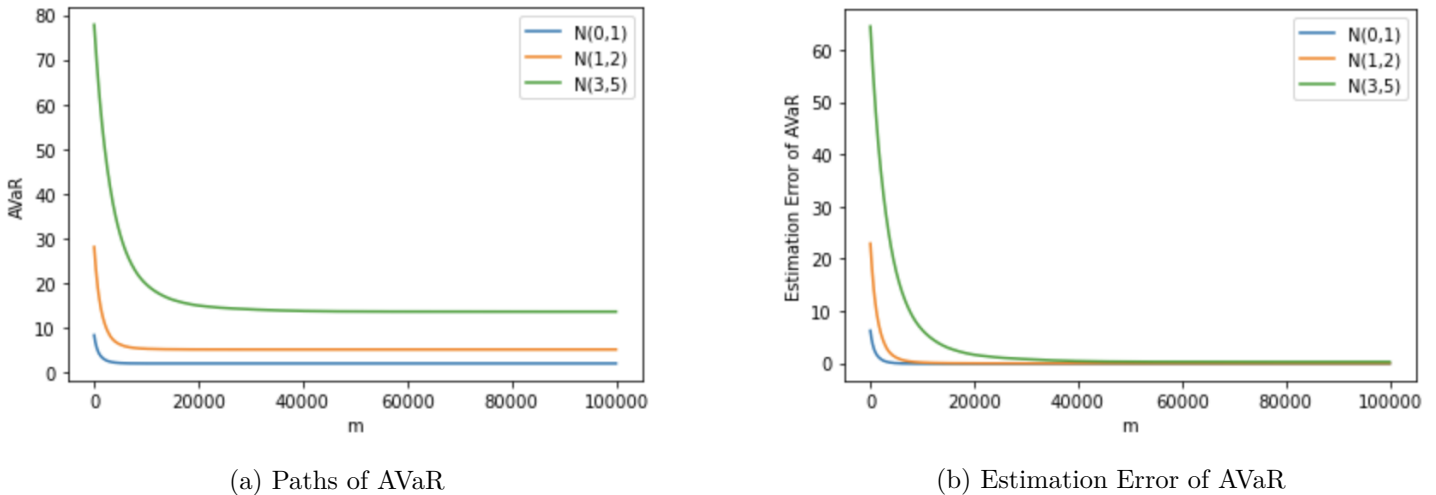 80
70
60
50
40
30
20
10
0
AVaR
0 20000 40000 60000 80000 100000
m
N(0,1)
N(1,2)
N(3,5)
(a) Paths of AVaR
60
50
40
30
20
10
0
Estimation Error of AVaR
0 20000 40000 60000 80000 100000
m
N(0,1)
N(1,2)
N(3,5)
(b) Estimation Error of AVaR